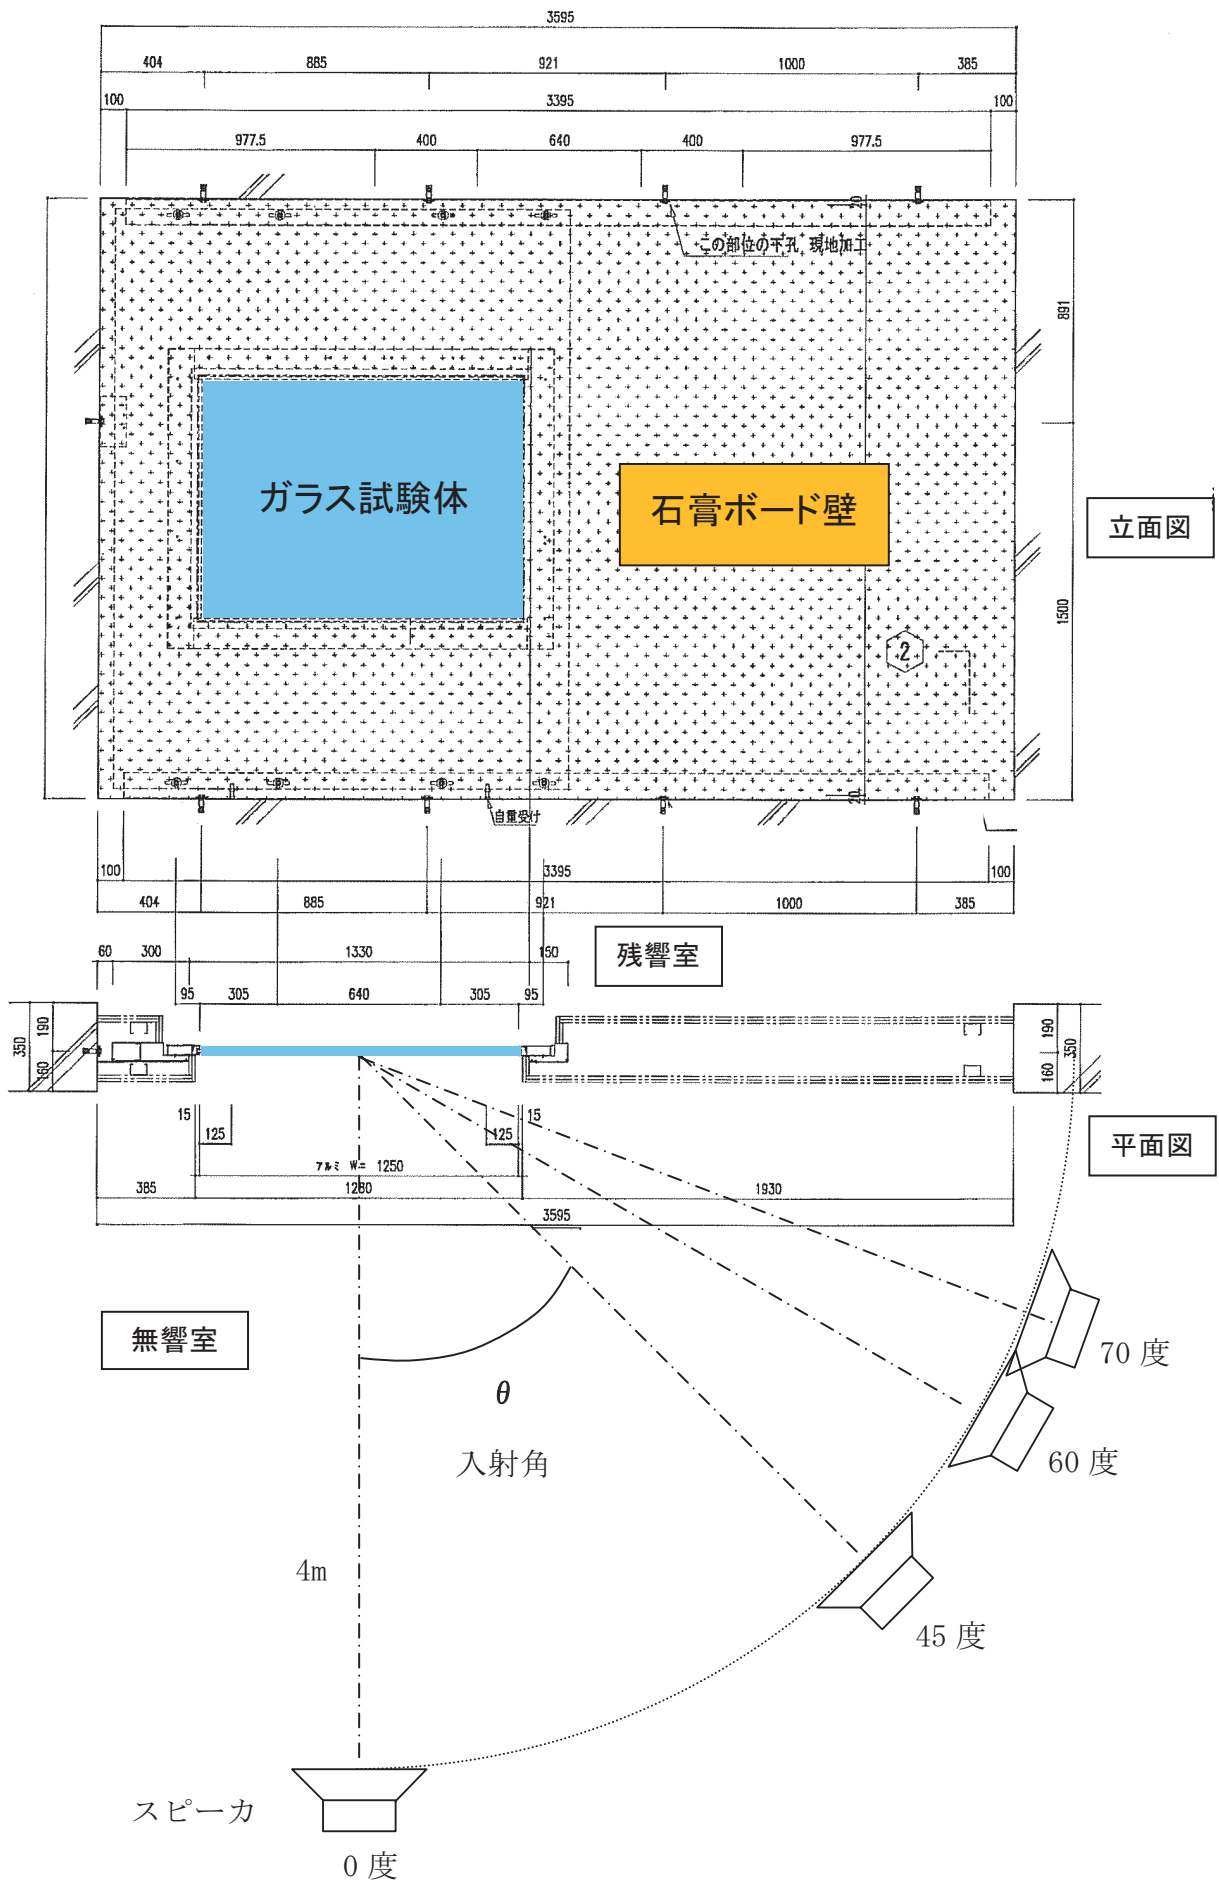 3595
404 885 921 1000 385
100 3395 100
977.5 400 640 400 977.5
20
この部位の下孔 現地加工
891
ガラス試験体
石膏ボード壁
立面図
1500
2
20
自重受け
100 3395 100
404 885 921 1000 385
残響室
60 300 1330 150
95 305 640 305 95
350 190 160
190 160 350
15 125 125 15
平面図
アルミ W= 1250
385 1280 1930
3595
無響室
70 度
θ
入射角
60 度
4m
45 度
スピーカ
0 度